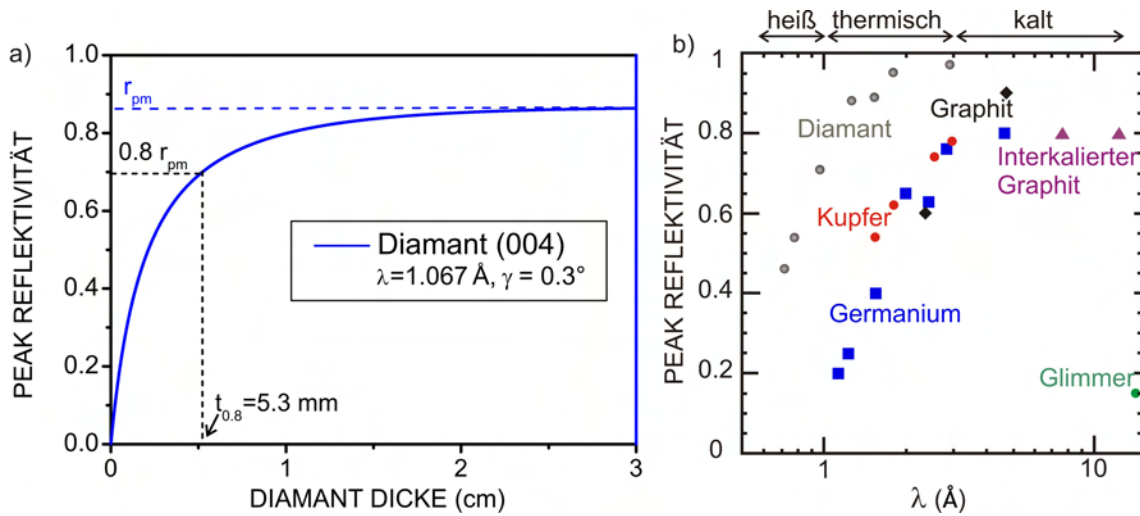 a)
PEAK REFLEKTIVITÄT
1.0
0.8
0.6
0.4
0.2
0.0
r_pm
0.8 r_pm
Diamant (004)
λ=1.067 Å, γ = 0.3°
t_0.8=5.3 mm
0 1 2 3
DIAMANT DICKE (cm)
heiß thermisch kalt
b)
PEAK REFLEKTIVITÄT
1
0.8
0.6
0.4
0.2
0
Diamant
Graphit
Interkalierter
Graphit
Kupfer
Germanium
Glimmer
1 10
λ (Å)